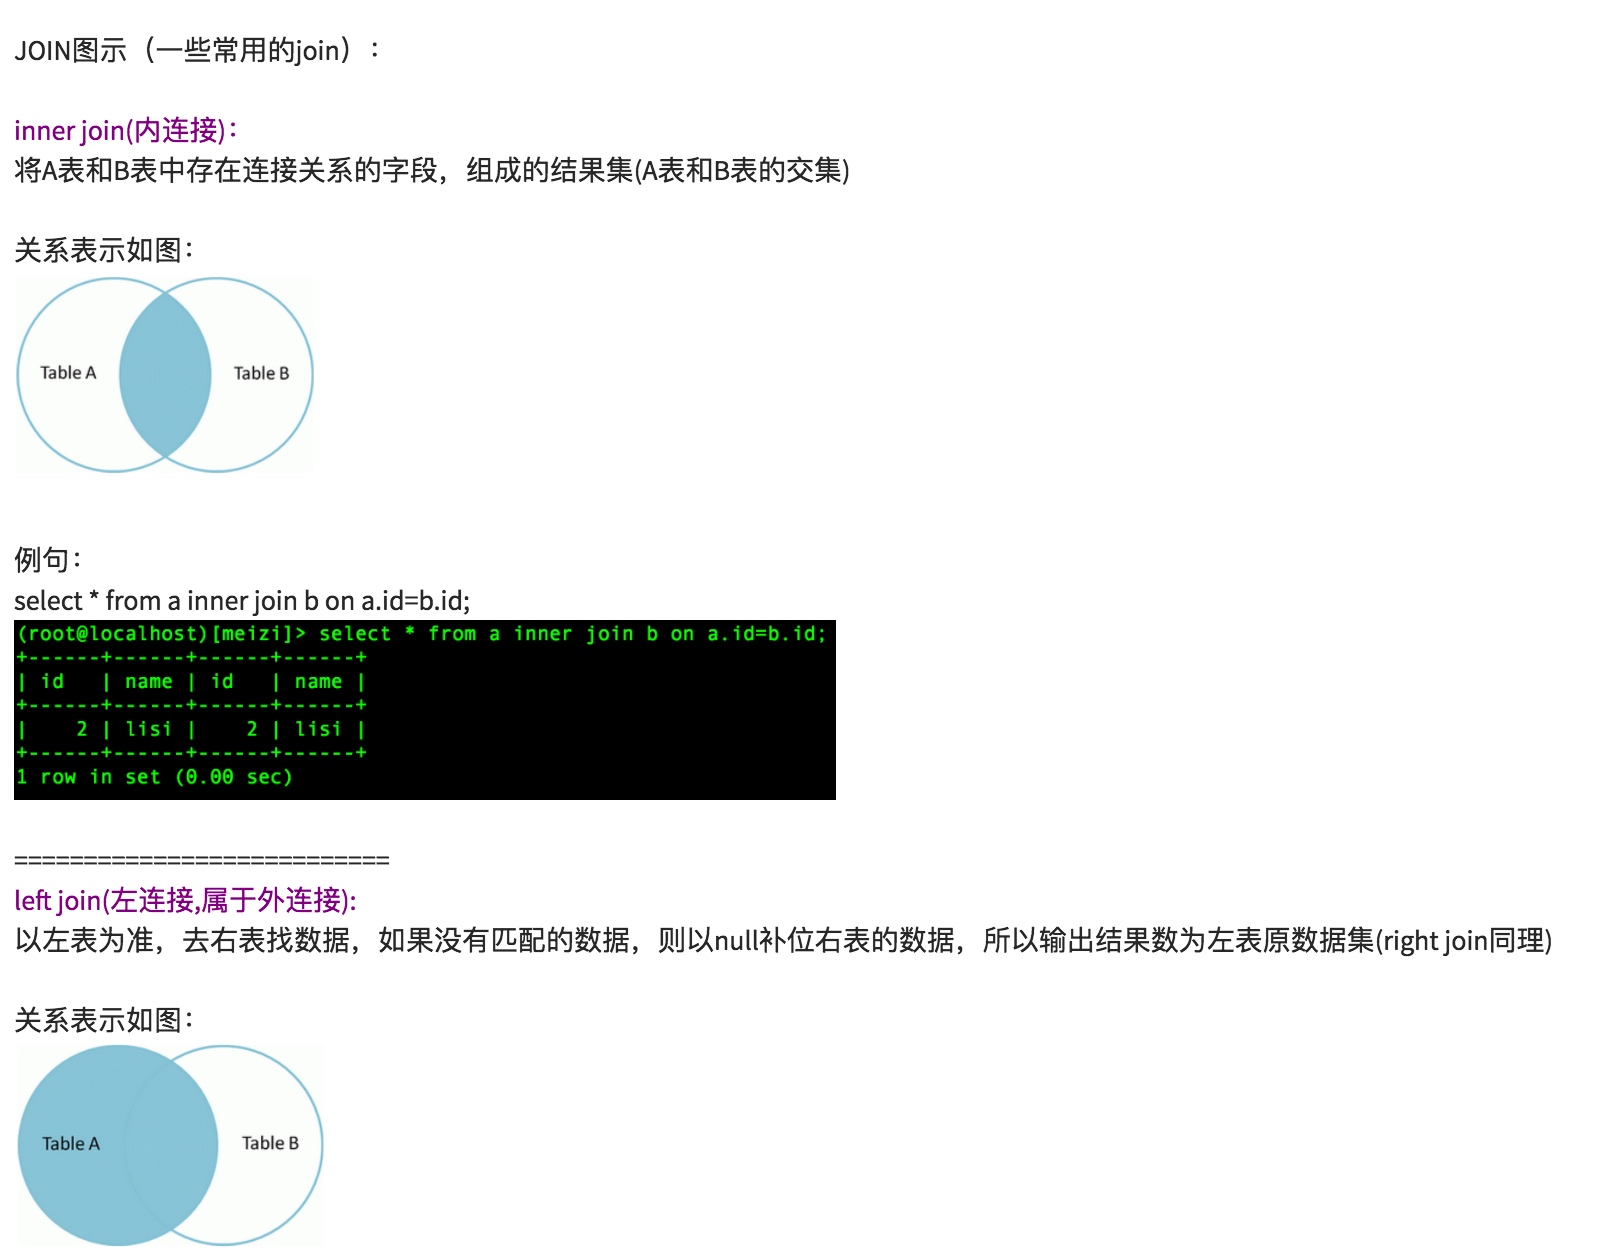 JOIN图示（一些常用的join）：
inner join(内连接)：
将A表和B表中存在连接关系的字段，组成的结果集(A表和B表的交集)
关系表示如图：
Table A
Table B
例句：
select * from a inner join b on a.id=b.id;
(root@localhost)[meizi]> select * from a inner join b on a.id=b.id;
+------+------+------+------+
| id   | name | id   | name |
+------+------+------+------+
|    2 | lisi |    2 | lisi |
+------+------+------+------+
1 row in set (0.00 sec)
===========================
left join(左连接,属于外连接):
以左表为准，去右表找数据，如果没有匹配的数据，则以null补位右表的数据，所以输出结果数为左表原数据集(right join同理)
关系表示如图：
Table A
Table B